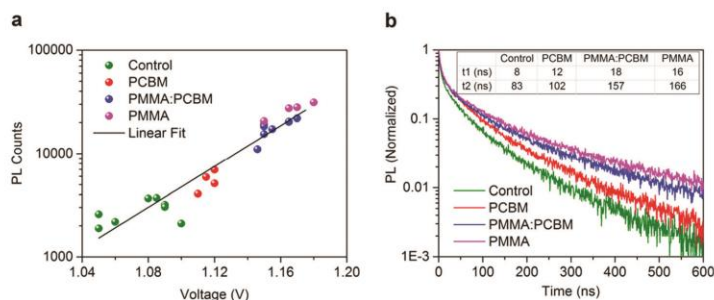 a
100000
10000
1000
PL Counts
Control
PCBM
PMMA:PCBM
PMMA
Linear Fit
1.04 1.08 1.12 1.16 1.20
Voltage (V)
b
1
0.1
0.01
1E-3
PL (Normalized)
Control PCBM PMMA:PCBM PMMA
t1 (ns) 8 12 18 16
t2 (ns) 83 102 157 166
Control
PCBM
PMMA:PCBM
PMMA
0 100 200 300 400 500 600
Time (ns)